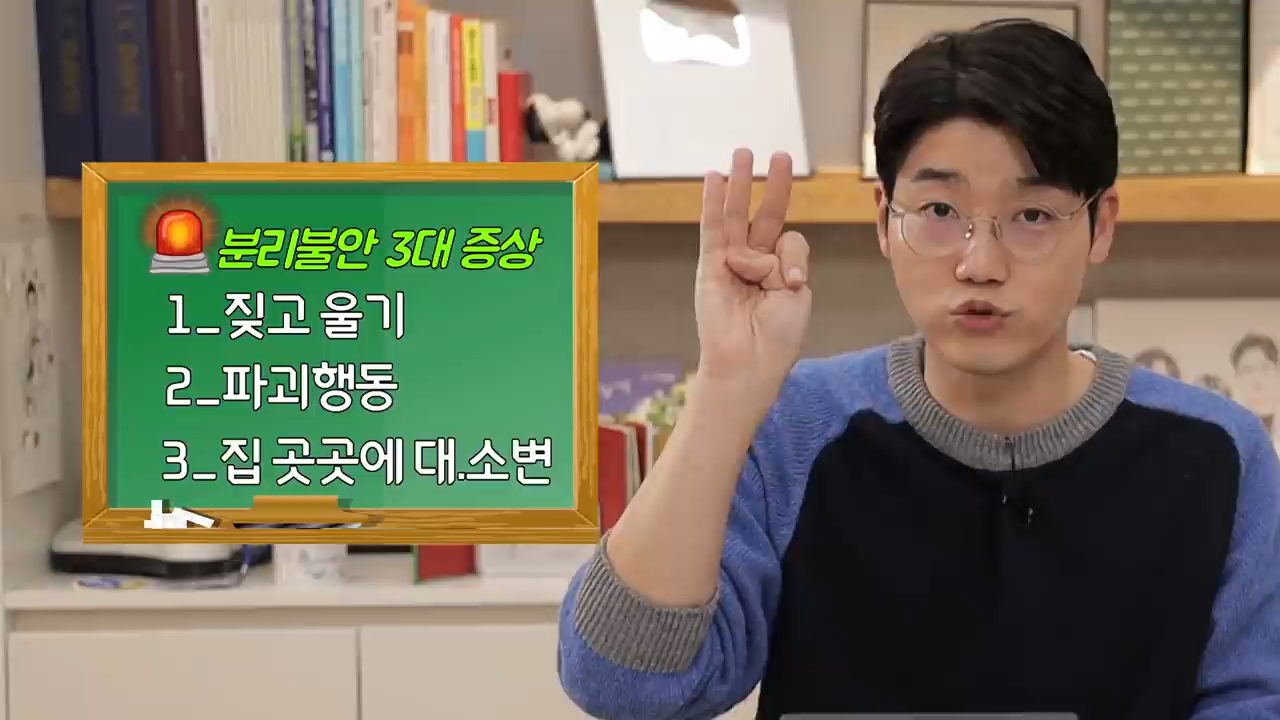 분리불안 3대 증상
1_짖고 울기
2_파괴행동
3_집 곳곳에 대.소변